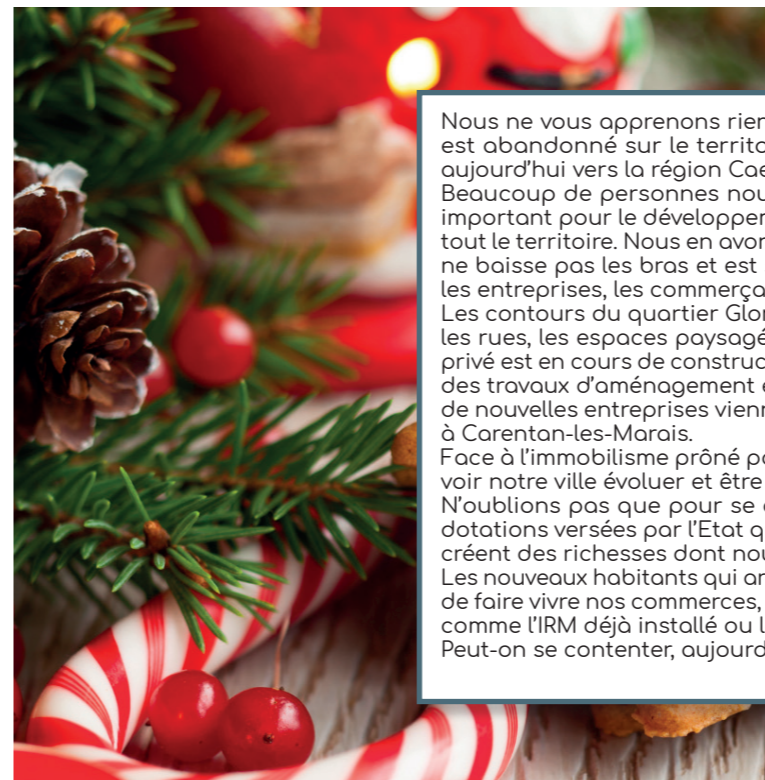 Nous ne vous apprenons rien
est abandonné sur le territo
aujourd'hui vers la région Cae
Beaucoup de personnes nou
important pour le développer
tout le territoire. Nous en avor
ne baisse pas les bras et est
les entreprises, les commerça
Les contours du quartier Glor
les rues, les espaces paysagé
privé est en cours de construc
des travaux d'aménagement e
de nouvelles entreprises vienn
à Carentan-les-Marais.
Face à l'immobilisme prôné pa
voir notre ville évoluer et être
N'oublions pas que pour se d
dotations versées par l'Etat q
créent des richesses dont nou
Les nouveaux habitants qui ar
de faire vivre nos commerces,
comme l'IRM déjà installé ou l
Peut-on se contenter, aujourd